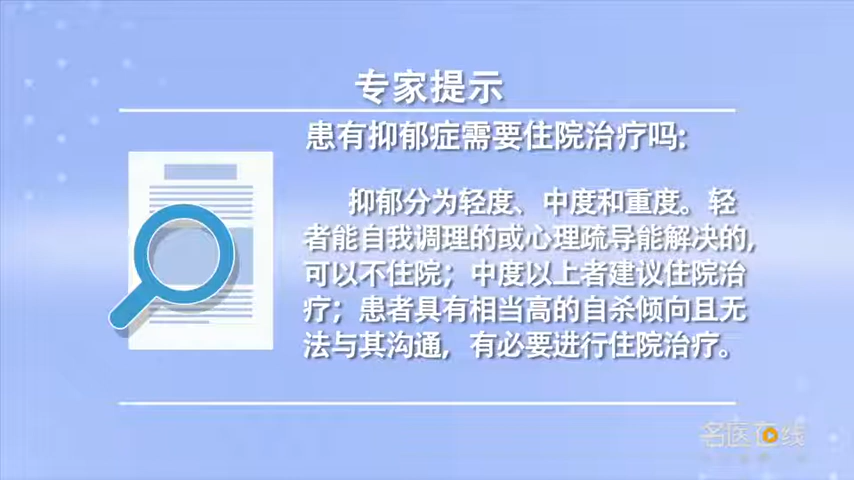 专家提示
患有抑郁症需要住院治疗吗:
抑郁分为轻度、中度和重度。轻
者能自我调理的或心理疏导能解决的,
可以不住院；中度以上者建议住院治
疗；患者具有相当高的自杀倾向且无
法与其沟通，有必要进行住院治疗。
名医在线